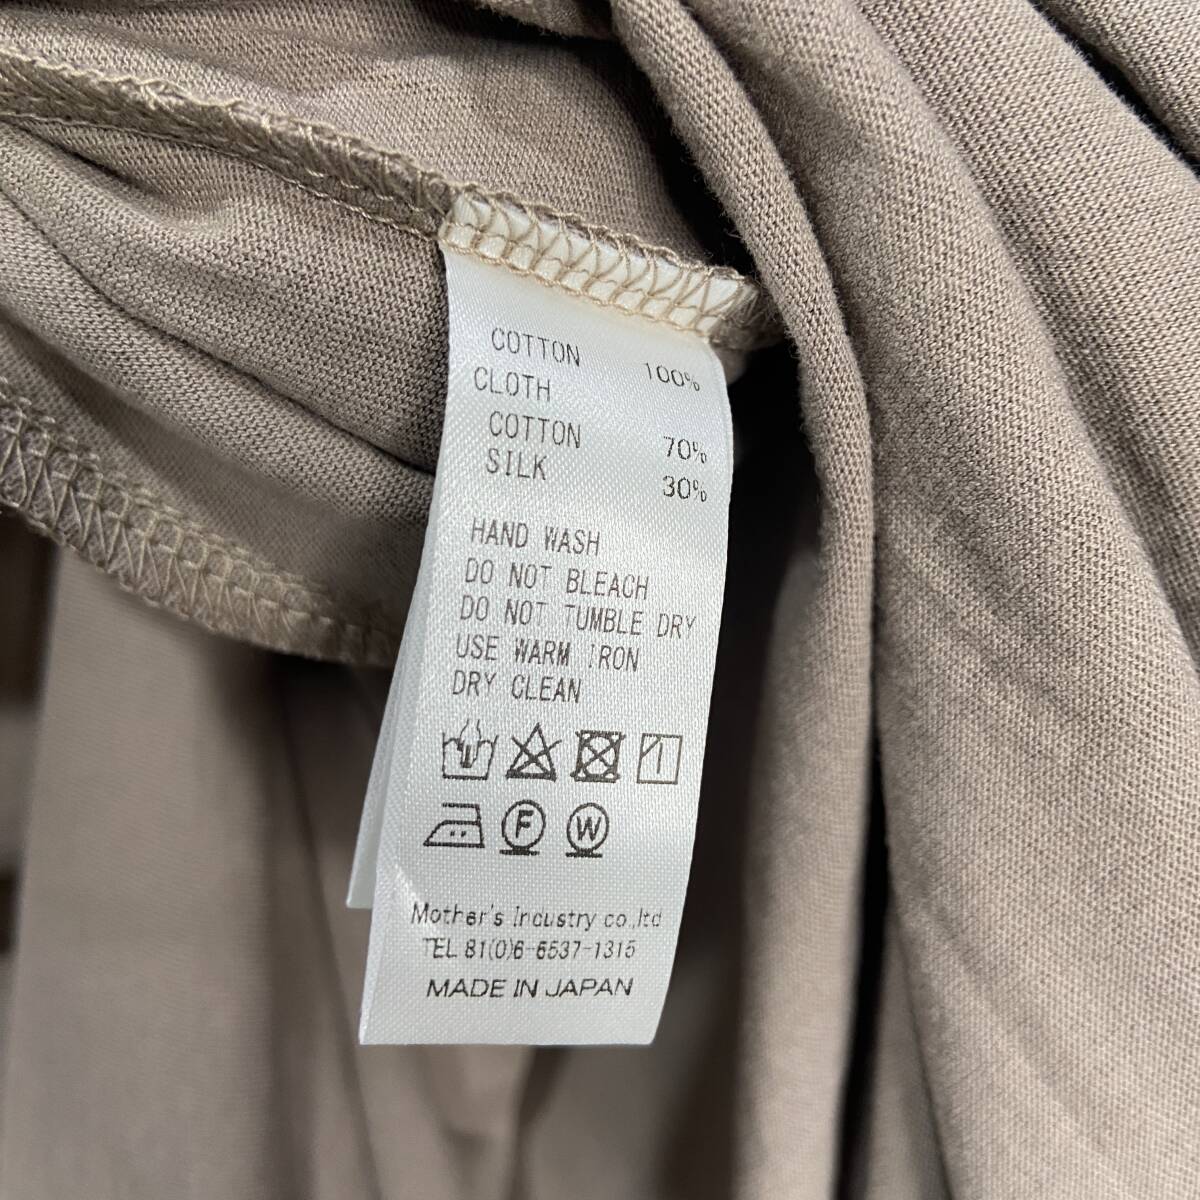 COTTON 100%
CLOTH
COTTON 70%
SILK 30%
HAND WASH
DO NOT BLEACH
DO NOT TUMBLE DRY
USE WARM IRON
DRY CLEAN
F W
Mother's Industry co.,ltd
TEL 81(0)6-6537-1315
MADE IN JAPAN